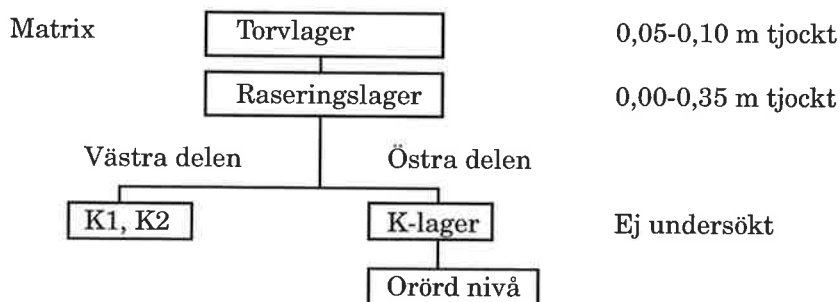 Matrix Torvlager 0,05-0,10 m tjockt
Raseringslager 0,00-0,35 m tjockt
Västra delen Östra delen
K1, K2 K-lager Ej undersökt
Orörd nivå